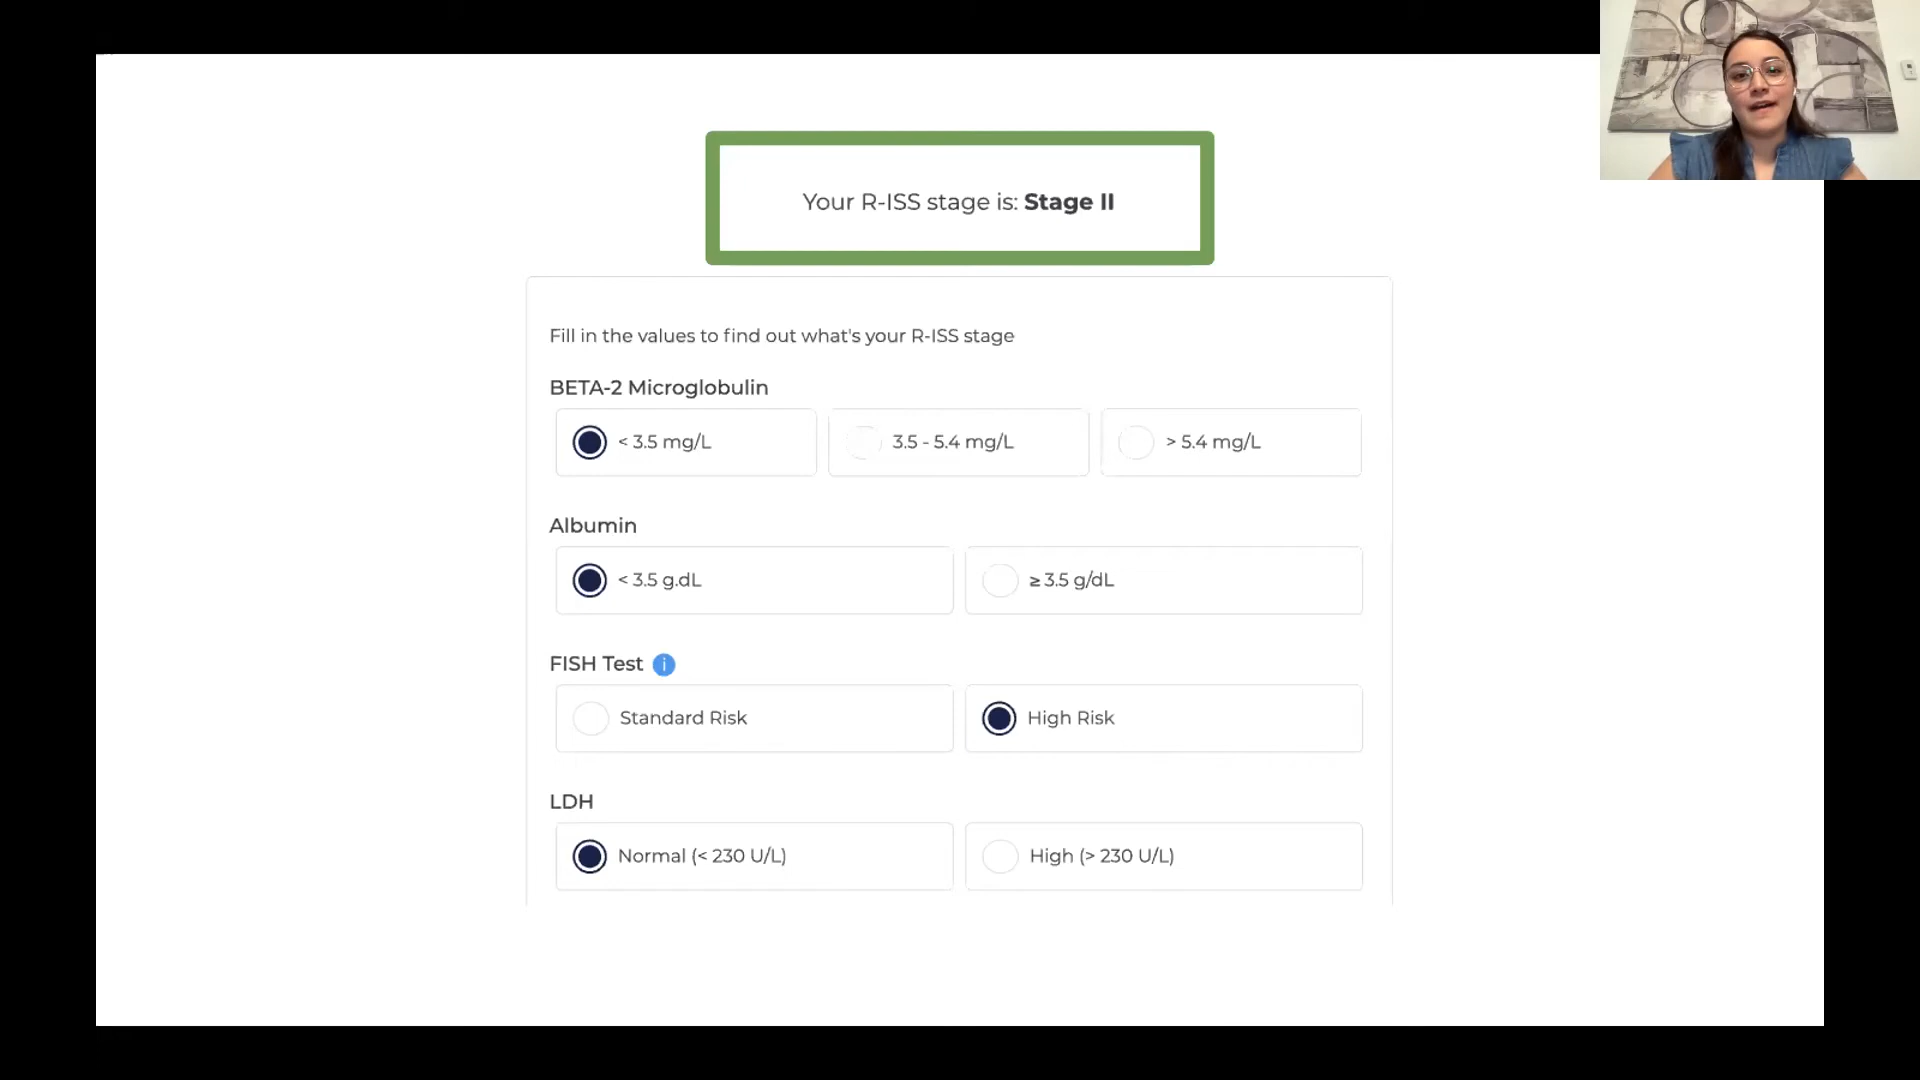 Your R-ISS stage is: Stage II
Fill in the values to find out what's your R-ISS stage
BETA-2 Microglobulin
< 3.5 mg/L
3.5 - 5.4 mg/L
> 5.4 mg/L
Albumin
< 3.5 g.dL
≥ 3.5 g/dL
FISH Test i
Standard Risk
High Risk
LDH
Normal (< 230 U/L)
High (> 230 U/L)